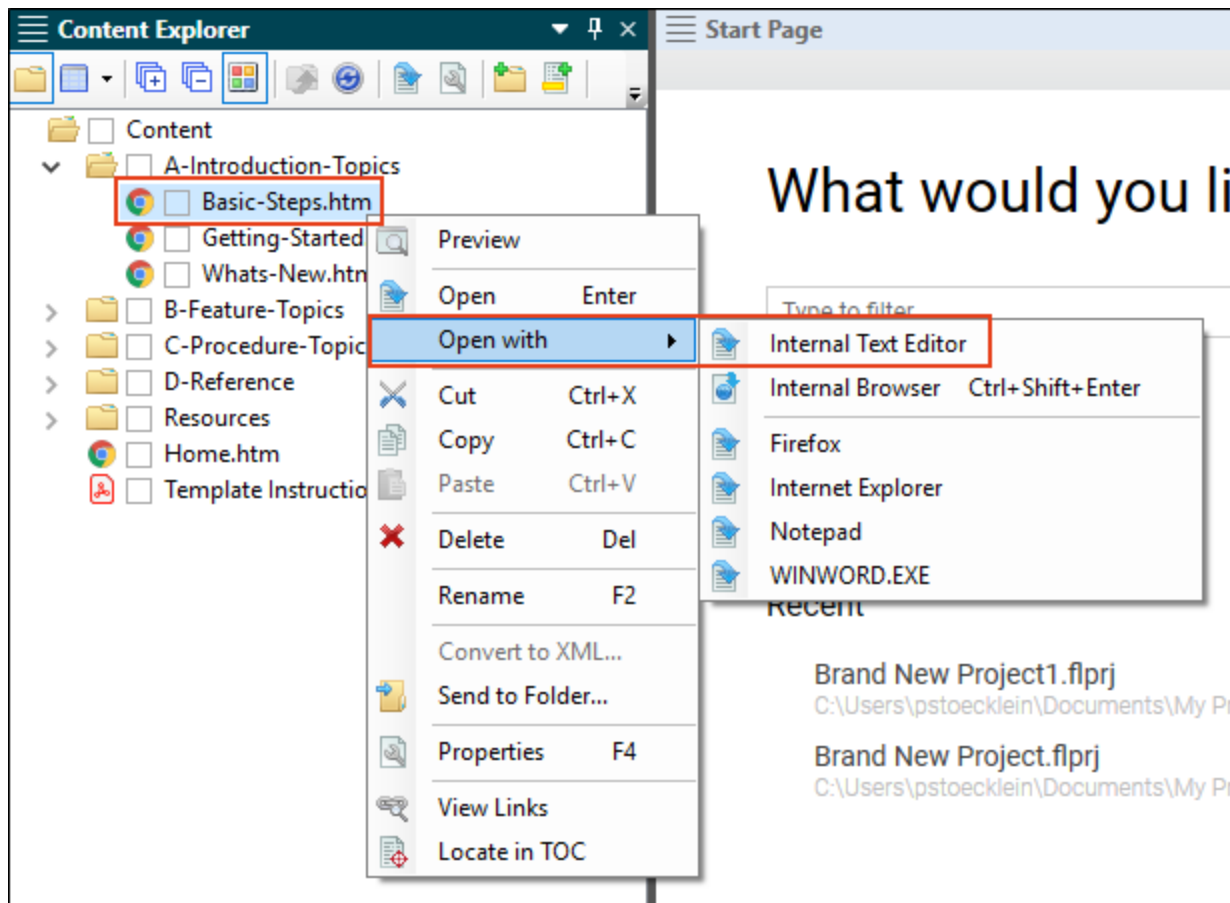 Content Explorer
Start Page
Content
A-Introduction-Topics
Basic-Steps.htm
Getting-Started
Whats-New.htm
B-Feature-Topics
C-Procedure-Topic
D-Reference
Resources
Home.htm
Template Instructio
Preview
Open Enter
Open with
Cut Ctrl+X
Copy Ctrl+C
Paste Ctrl+V
Delete Del
Rename F2
Convert to XML...
Send to Folder...
Properties F4
View Links
Locate in TOC
Internal Text Editor
Internal Browser Ctrl+Shift+Enter
Firefox
Internet Explorer
Notepad
WINWORD.EXE
What would you li
Type to filter
Recent
Brand New Project1.flprj
C:\Users\pstoecklein\Documents\My Pr
Brand New Project.flprj
C:\Users\pstoecklein\Documents\My Pr